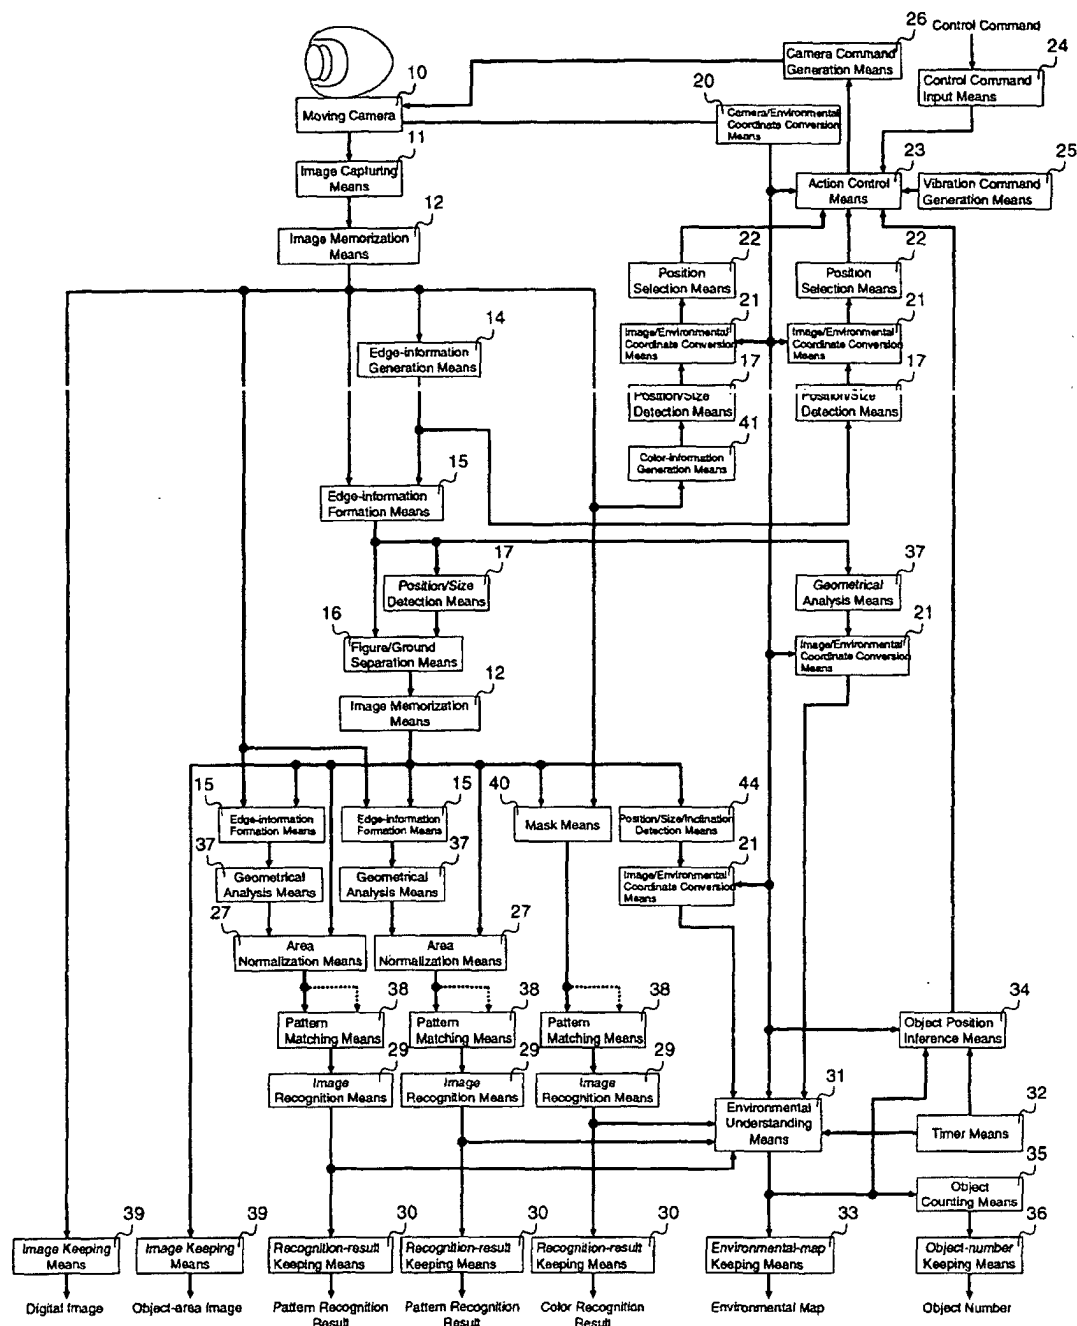 26
Control Command
Camera Command
Generation Means
24
Control Command
Input Means
10
Moving Camera
20
Camera/Environmental
Coordinate Conversion
Means
11
Image Capturing
Means
23
Action Control
Means
25
Vibration Command
Generation Means
12
Image Memorization
Means
22
Position
Selection Means
22
Position
Selection Means
14
Edge-information
Generation Means
21
Image/Environmental
Coordinate Conversion
Means
21
Image/Environmental
Coordinate Conversion
Means
17
Position/Size
Detection Means
17
Position/Size
Detection Means
41
Color-information
Generation Means
15
Edge-information
Formation Means
17
Position/Size
Detection Means
37
Geometrical
Analysis Means
16
Figure/Ground
Separation Means
21
Image/Environmental
Coordinate Conversion
Means
12
Image Memorization
Means
15
Edge-information
Formation Means
15
Edge-information
Formation Means
40
Mask Means
44
Position/Size/Inclination
Detection Means
37
Geometrical
Analysis Means
37
Geometrical
Analysis Means
21
Image/Environmental
Coordinate Conversion
Means
27
Area
Normalization Means
27
Area
Normalization Means
38
Pattern
Matching Means
38
Pattern
Matching Means
38
Pattern
Matching Means
34
Object Position
Inference Means
29
Image
Recognition Means
29
Image
Recognition Means
29
Image
Recognition Means
31
Environmental
Understanding
Means
32
Timer Means
35
Object
Counting Means
39
Image Keeping
Means
39
Image Keeping
Means
30
Recognition-result
Keeping Means
30
Recognition-result
Keeping Means
30
Recognition-result
Keeping Means
33
Environmental-map
Keeping Means
36
Object-number
Keeping Means
Digital Image
Object-area Image
Pattern Recognition
Result
Pattern Recognition
Result
Color Recognition
Result
Environmental Map
Object Number